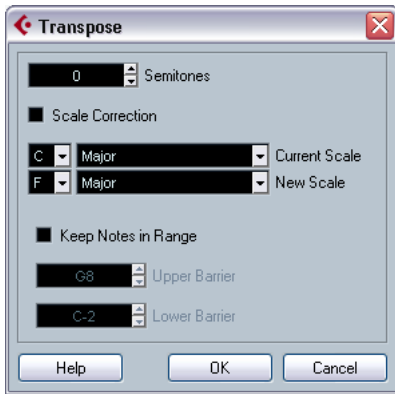 Transpose
0 Semitones
Scale Correction
C Major Current Scale
F Major New Scale
Keep Notes in Range
G8 Upper Barrier
C-2 Lower Barrier
Help OK Cancel